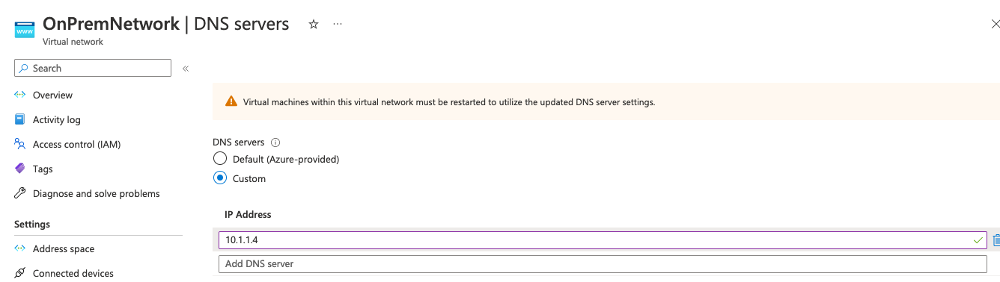 OnPremNetwork | DNS servers ☆ ...
www
Virtual network
Search
«
Overview
Activity log
Access control (IAM)
Tags
Diagnose and solve problems
Settings
Address space
Connected devices
Virtual machines within this virtual network must be restarted to utilize the updated DNS server settings.
DNS servers
Default (Azure-provided)
Custom
IP Address
10.1.1.4
Add DNS server